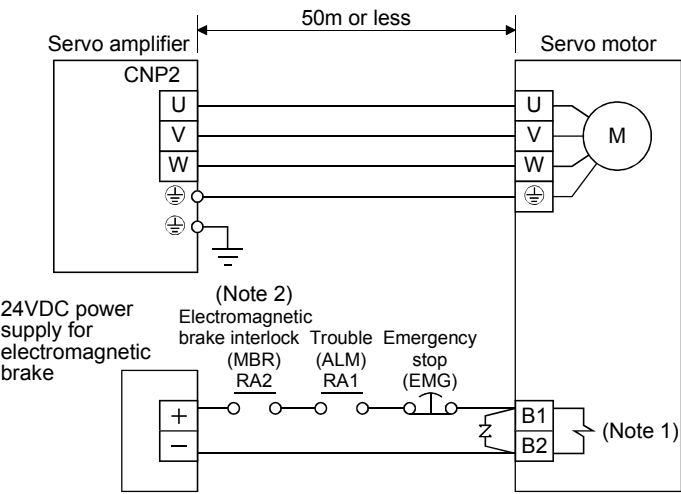 50m or less
Servo amplifier
Servo motor
CNP2
U
V
W
U
V
W
M
24VDC power
supply for
electromagnetic
brake
(Note 2)
Electromagnetic
brake interlock
(MBR)
RA2
Trouble
(ALM)
RA1
Emergency
stop
(EMG)
+
−
B1
B2
(Note 1)